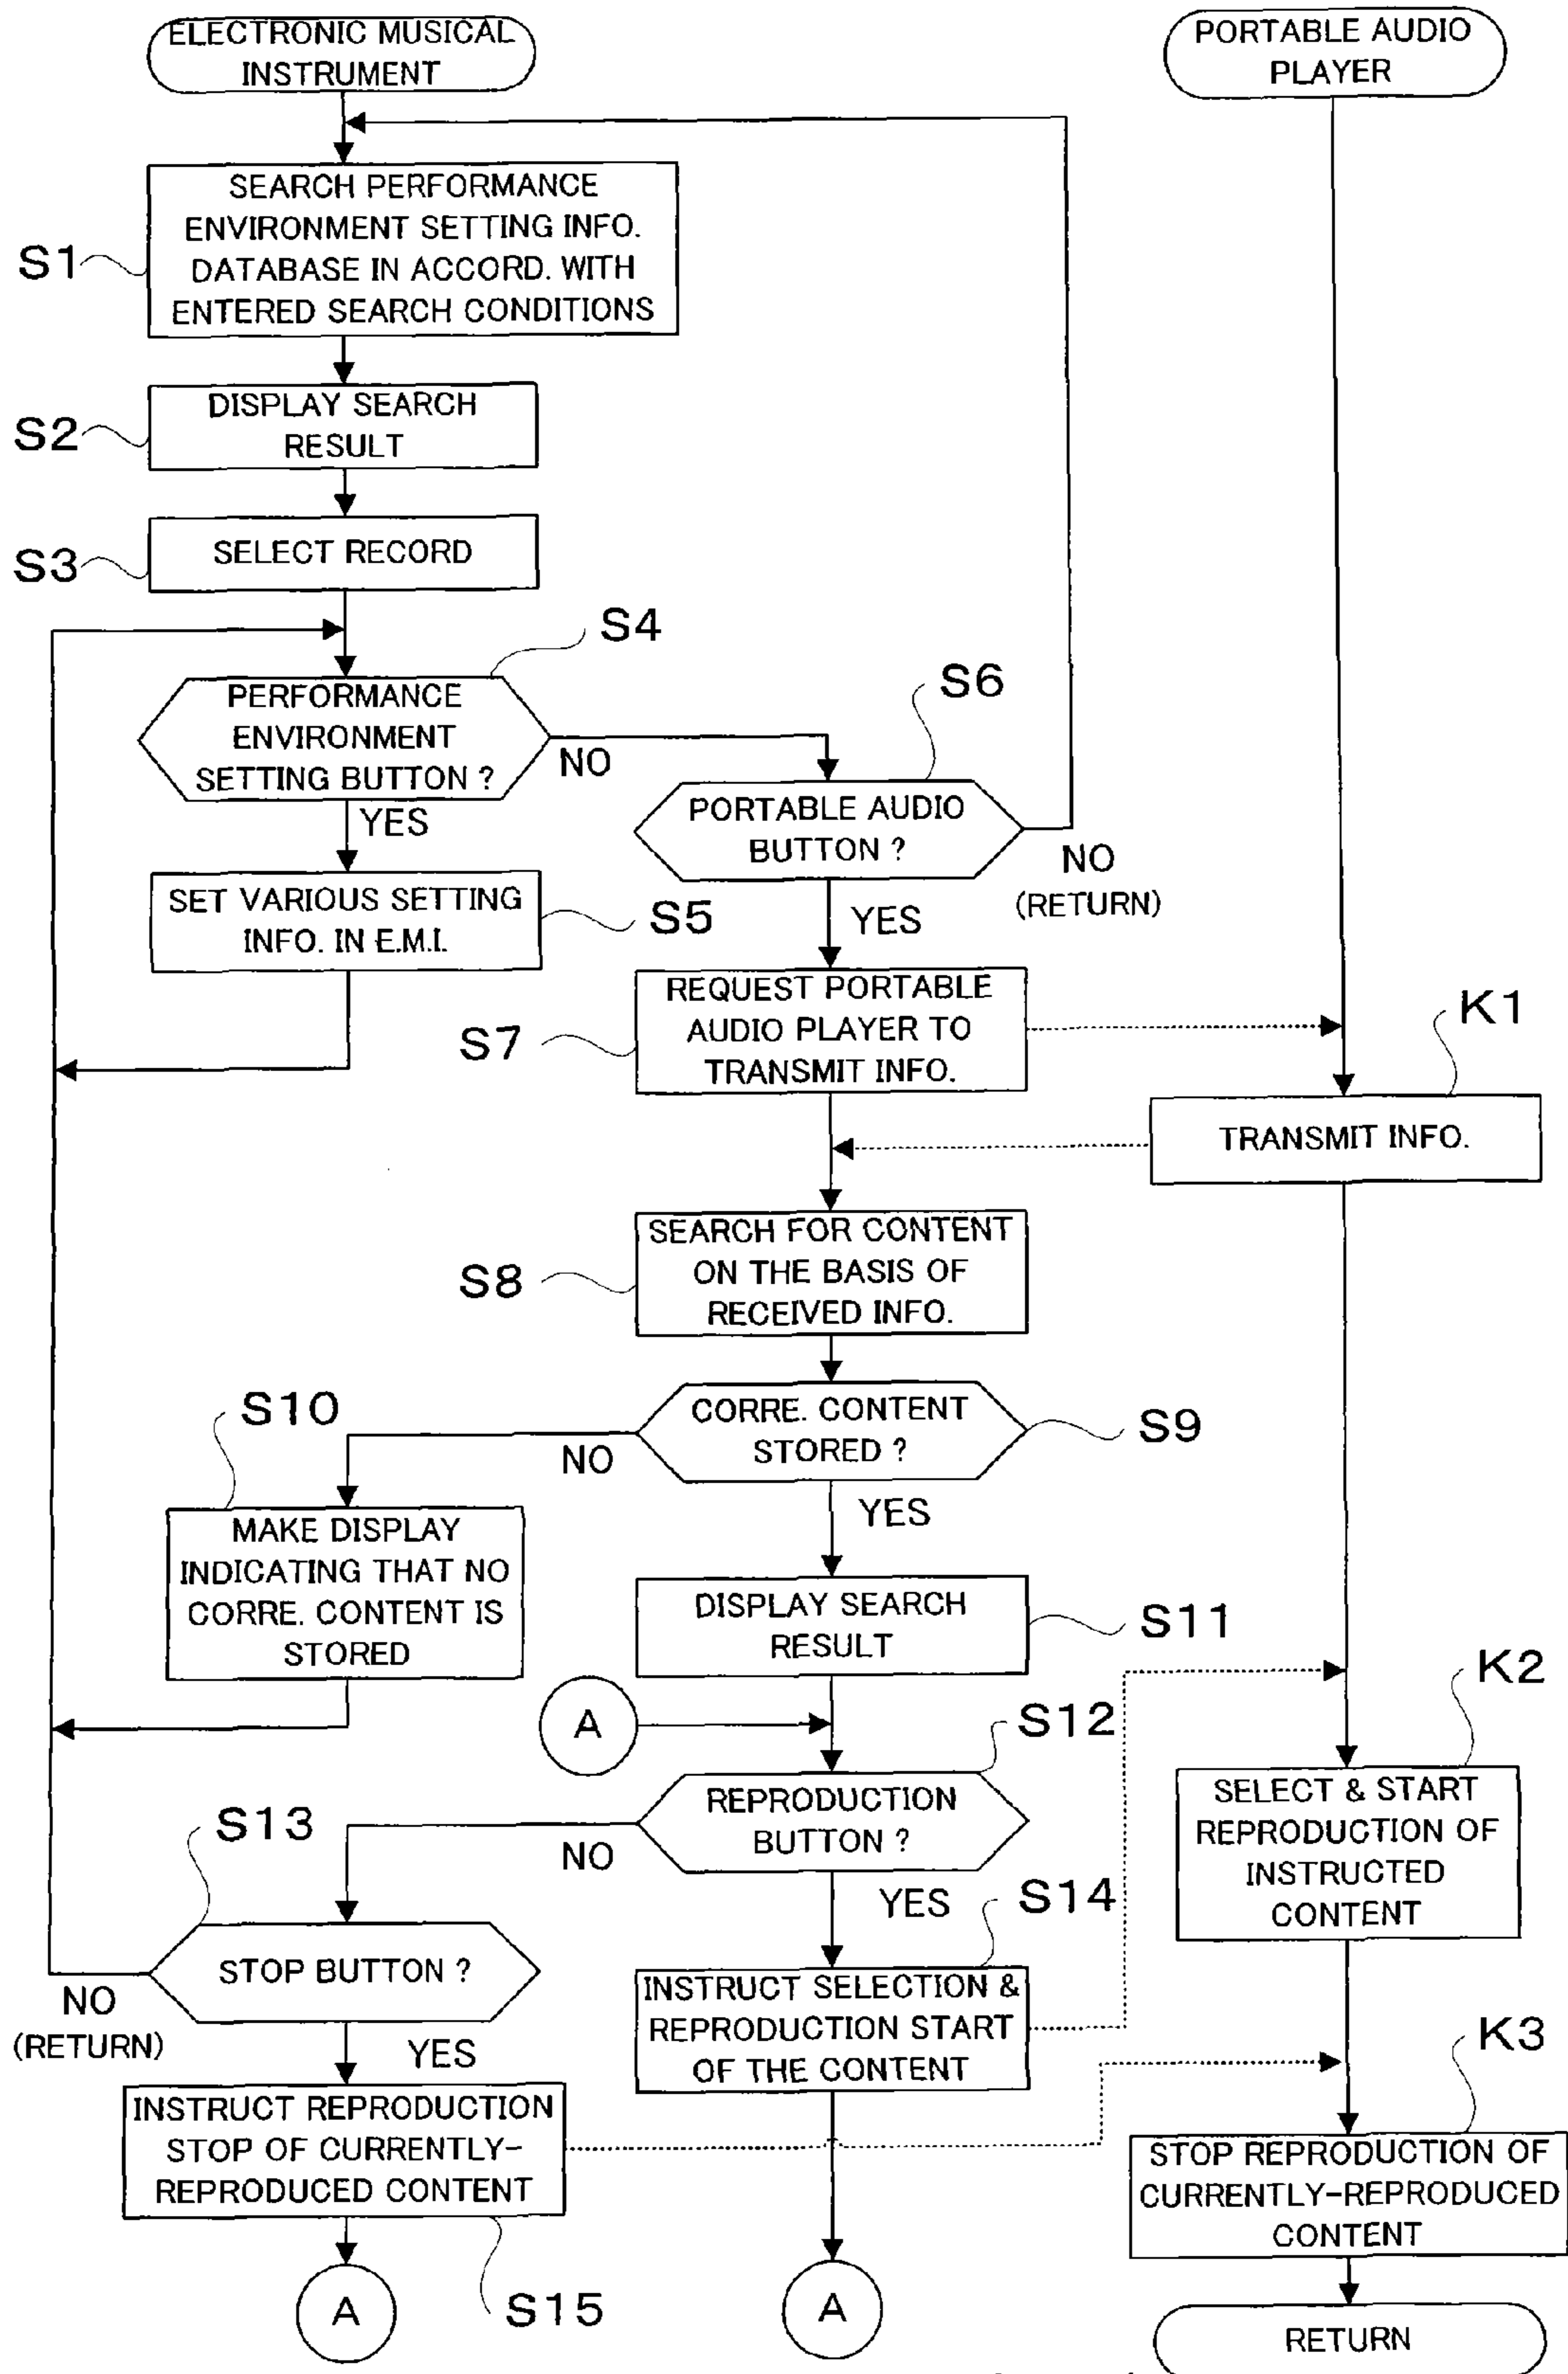 ELECTRONIC MUSICAL
INSTRUMENT
PORTABLE AUDIO
PLAYER
S1
SEARCH PERFORMANCE
ENVIRONMENT SETTING INFO.
DATABASE IN ACCORD. WITH
ENTERED SEARCH CONDITIONS
S2
DISPLAY SEARCH
RESULT
S3
SELECT RECORD
S4
PERFORMANCE
ENVIRONMENT
SETTING BUTTON ?
NO
YES
S6
PORTABLE AUDIO
BUTTON ?
NO
(RETURN)
YES
SET VARIOUS SETTING
INFO. IN E.M.I.
S5
S7
REQUEST PORTABLE
AUDIO PLAYER TO
TRANSMIT INFO.
K1
TRANSMIT INFO.
S8
SEARCH FOR CONTENT
ON THE BASIS OF
RECEIVED INFO.
S9
CORRE. CONTENT
STORED ?
NO
YES
S10
MAKE DISPLAY
INDICATING THAT NO
CORRE. CONTENT IS
STORED
DISPLAY SEARCH
RESULT
S11
A
S12
REPRODUCTION
BUTTON ?
NO
YES
K2
SELECT & START
REPRODUCTION OF
INSTRUCTED
CONTENT
S13
STOP BUTTON ?
NO
(RETURN)
YES
S14
INSTRUCT SELECTION &
REPRODUCTION START
OF THE CONTENT
K3
STOP REPRODUCTION OF
CURRENTLY-REPRODUCED
CONTENT
INSTRUCT REPRODUCTION
STOP OF CURRENTLY-
REPRODUCED CONTENT
S15
A
A
RETURN